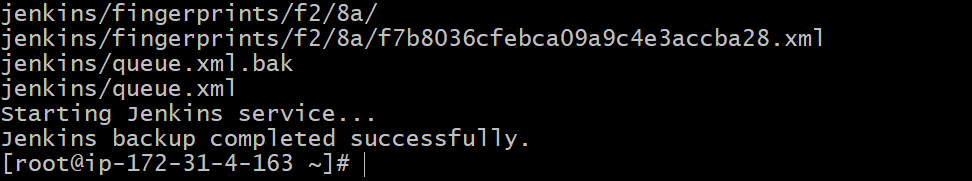 jenkins/fingerprints/f2/8a/
jenkins/fingerprints/f2/8a/f7b8036cfebca09a9c4e3accba28.xml
jenkins/queue.xml.bak
jenkins/queue.xml
Starting Jenkins service...
Jenkins backup completed successfully.
[root@ip-172-31-4-163 ~]#